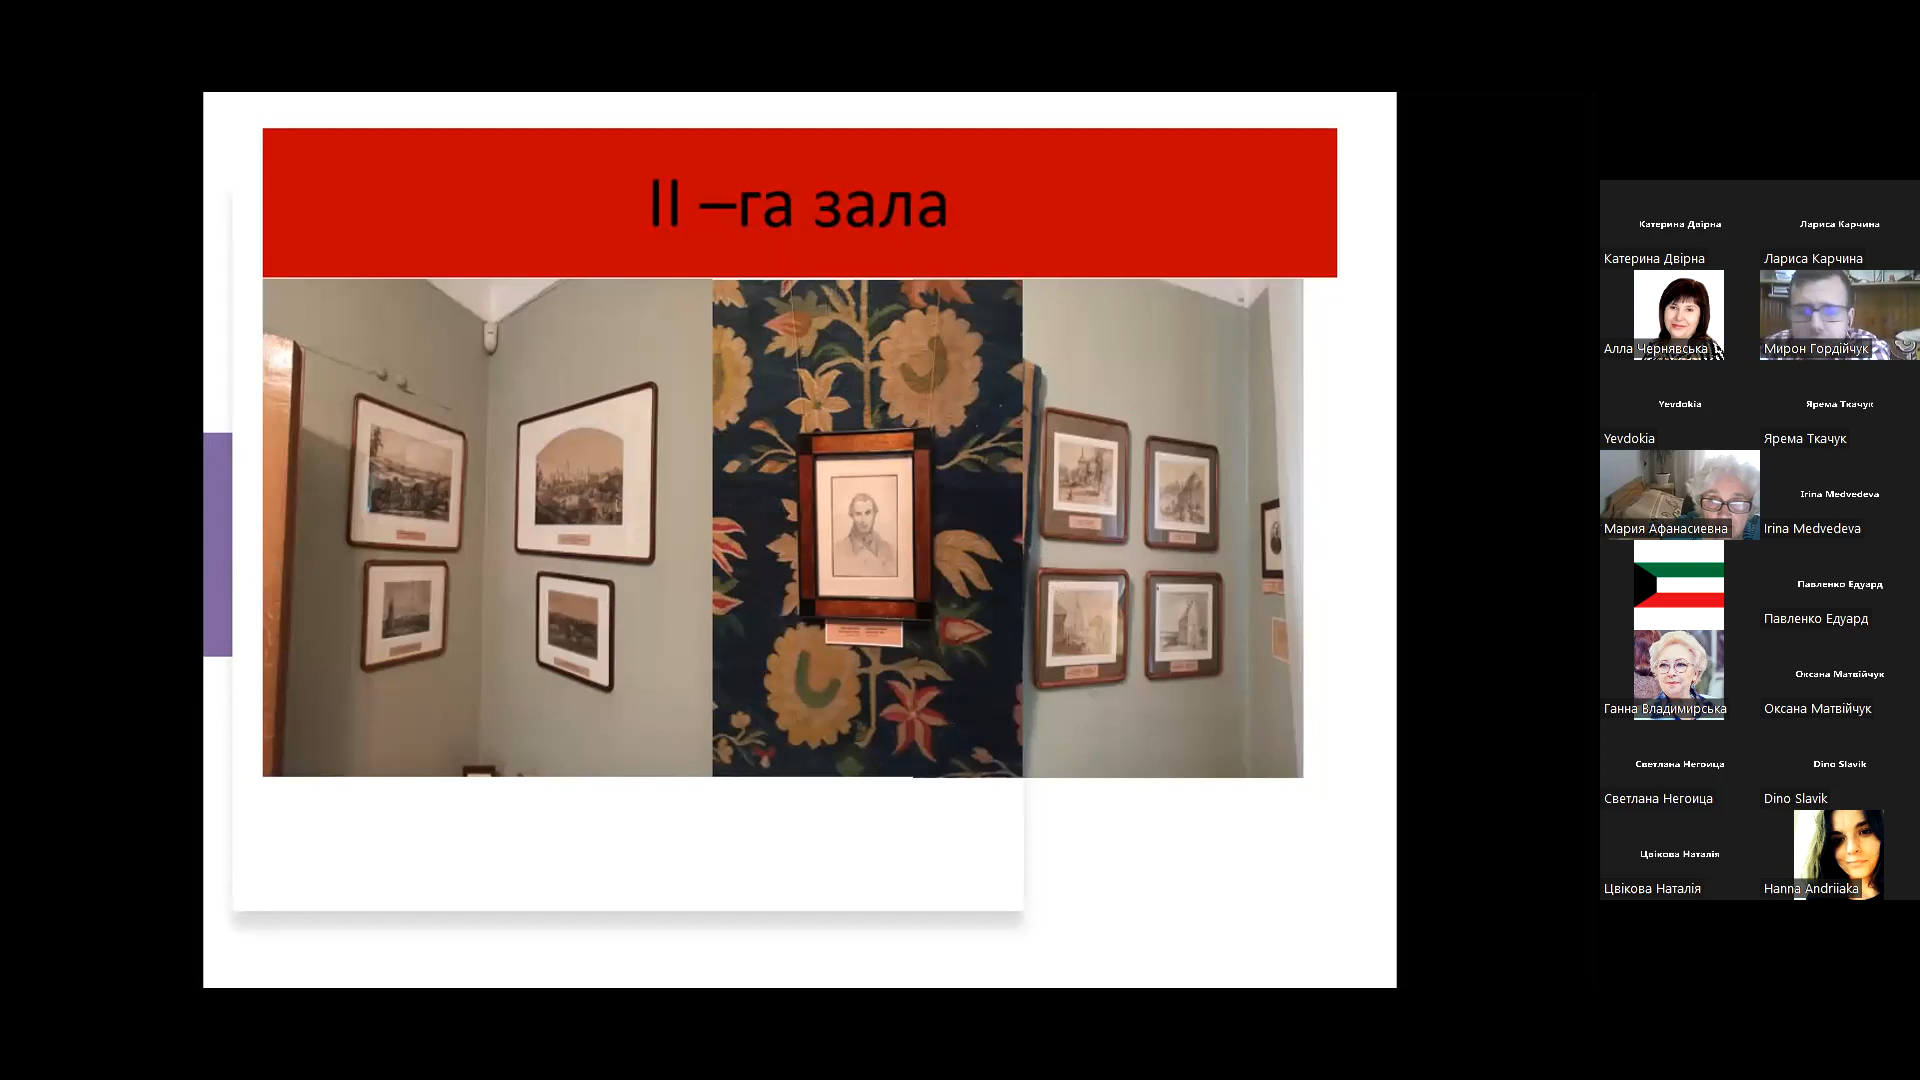 ІІ –га зала
Катерина Двірна
Лариса Карчина
Катерина Двірна
Лариса Карчина
Алла Чернявська
Мирон Гордійчук
Yevdokia
Ярема Ткачук
Yevdokia
Ярема Ткачук
Irina Medvedeva
Мария Афанасиевна
Irina Medvedeva
Павленко Едуард
Павленко Едуард
Оксана Матвійчук
Ганна Владимирська
Оксана Матвійчук
Светлана Негоица
Dino Slavik
Светлана Негоица
Dino Slavik
Цвікова Наталія
Цвікова Наталія
Hanna Andriiaka